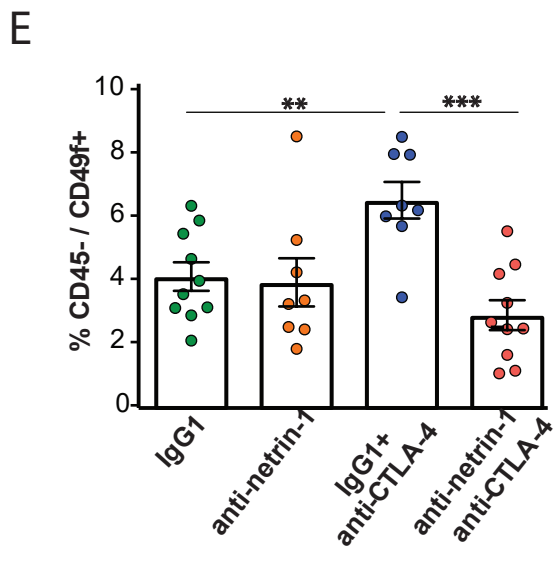 E
% CD45- / CD49f+
10
8
6
4
2
0
**
***
IgG1
anti-netrin-1
IgG1+
anti-CTLA-4
anti-netrin-1
anti-CTLA-4